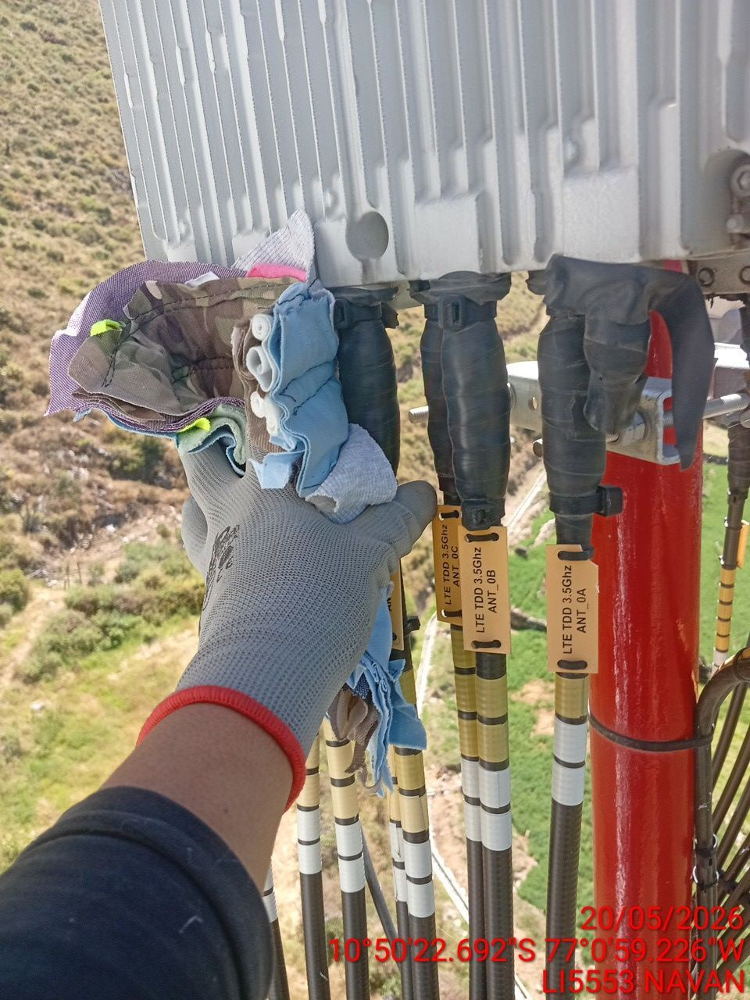 LTE TDD 3.5Ghz
ANT_0C
LTE TDD 3.5Ghz
ANT_0B
LTE TDD 3.5Ghz
ANT_0A
20/05/2026
10°50'22.692"S 77°0'59.226"W
LI5553 NAVAN